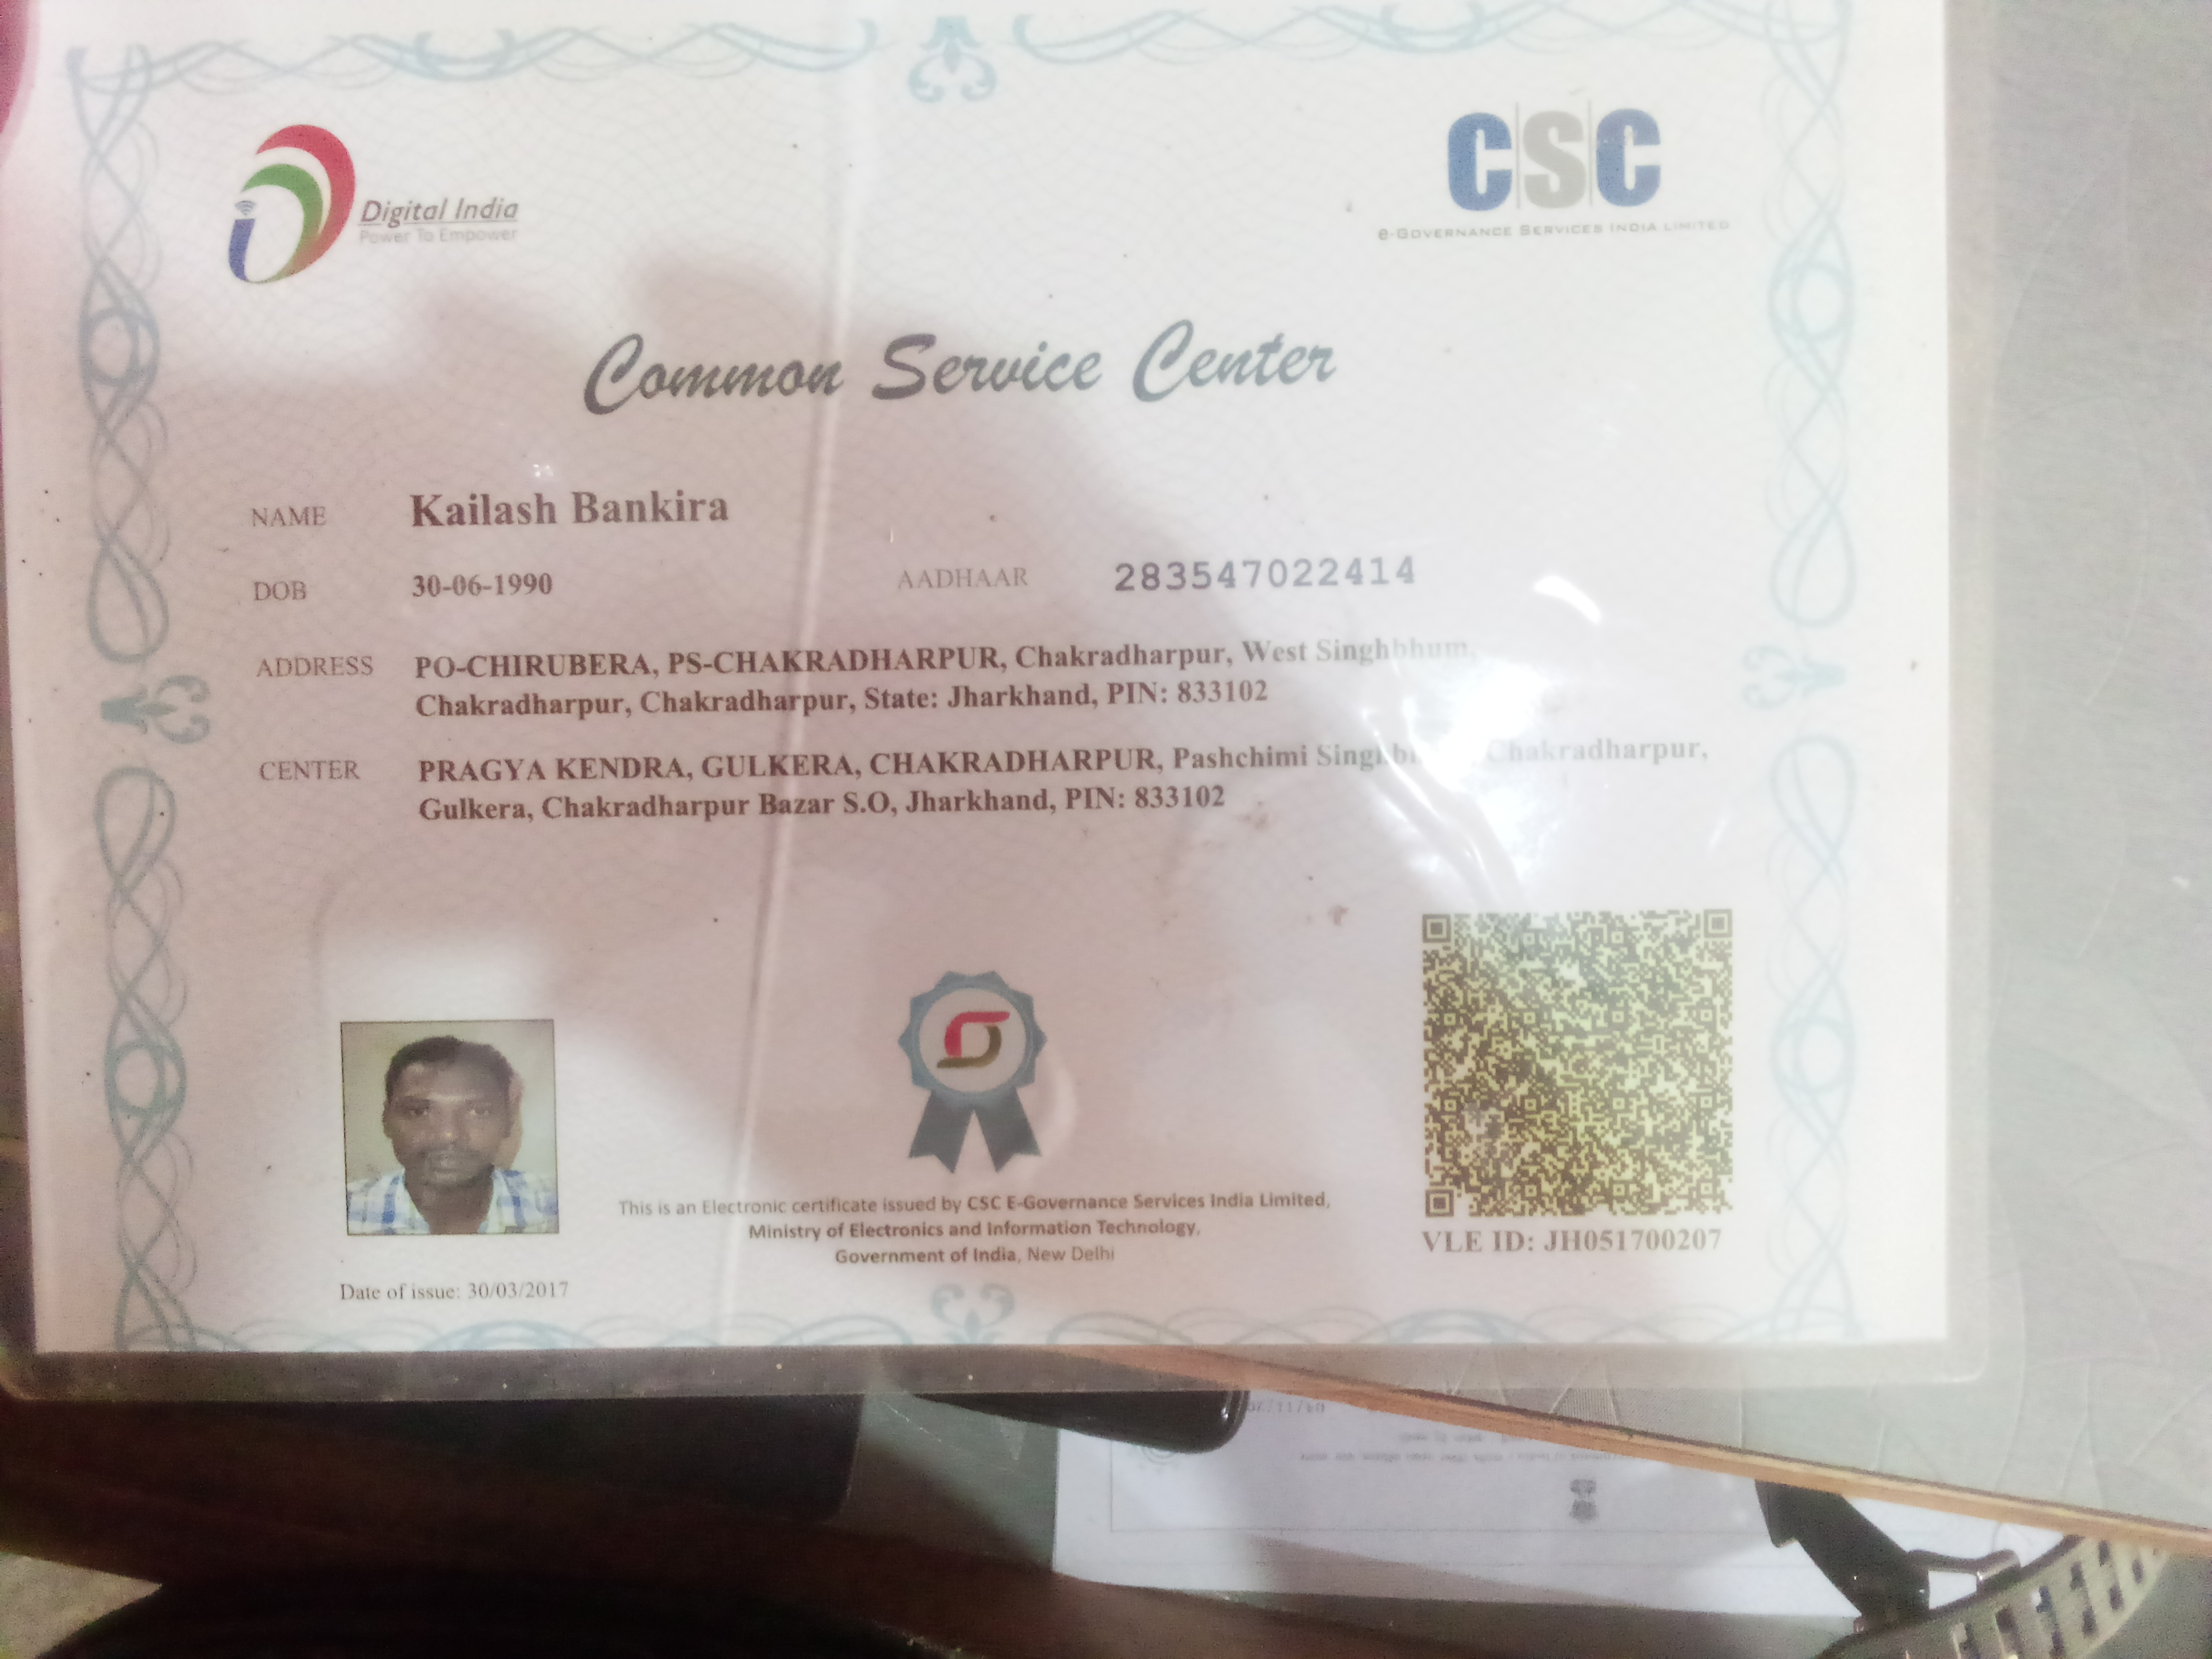 Digital India
Power To Empower
CSC
e-Governance Services India Limited
Common Service Center
NAME Kailash Bankira
DOB 30-06-1990 AADHAAR 283547022414
ADDRESS PO-CHIRUBERA, PS-CHAKRADHARPUR, Chakradharpur, West Singhbhum,
Chakradharpur, Chakradharpur, State: Jharkhand, PIN: 833102
CENTER PRAGYA KENDRA, GULKERA, CHAKRADHARPUR, Pashchimi Chakradharpur,
Gulkera, Chakradharpur Bazar S.O, Jharkhand, PIN: 833102
This is an Electronic certificate issued by CSC E-Governance Services India Limited,
Ministry of Electronics and Information Technology,
Government of India, New Delhi
VLE ID: JH051700207
Date of issue: 30/03/2017